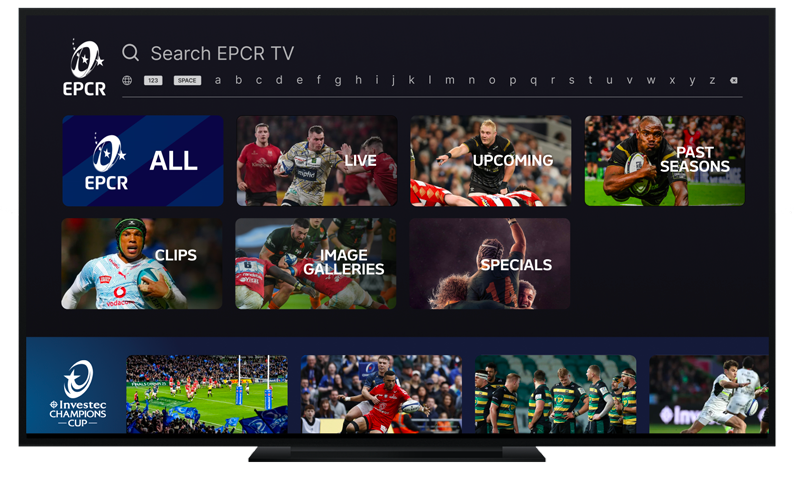 Search EPCR TV
EPCR
123 SPACE a b c d e f g h i j k l m n o p q r s t u v w x y z
EPCR
ALL
LIVE
UPCOMING
PAST
SEASONS
CLIPS
IMAGE
GALLERIES
SPECIALS
vodacom
Investec
CHAMPIONS
CUP